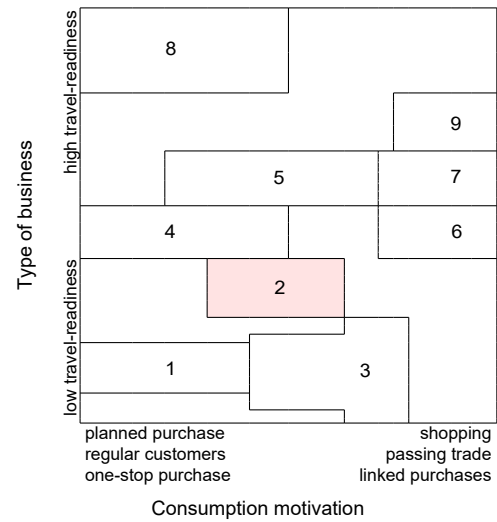 8
9
5
7
4
6
2
1
3
Type of business
high travel-readiness
low travel-readiness
planned purchase
regular customers
one-stop purchase
shopping
passing trade
linked purchases
Consumption motivation